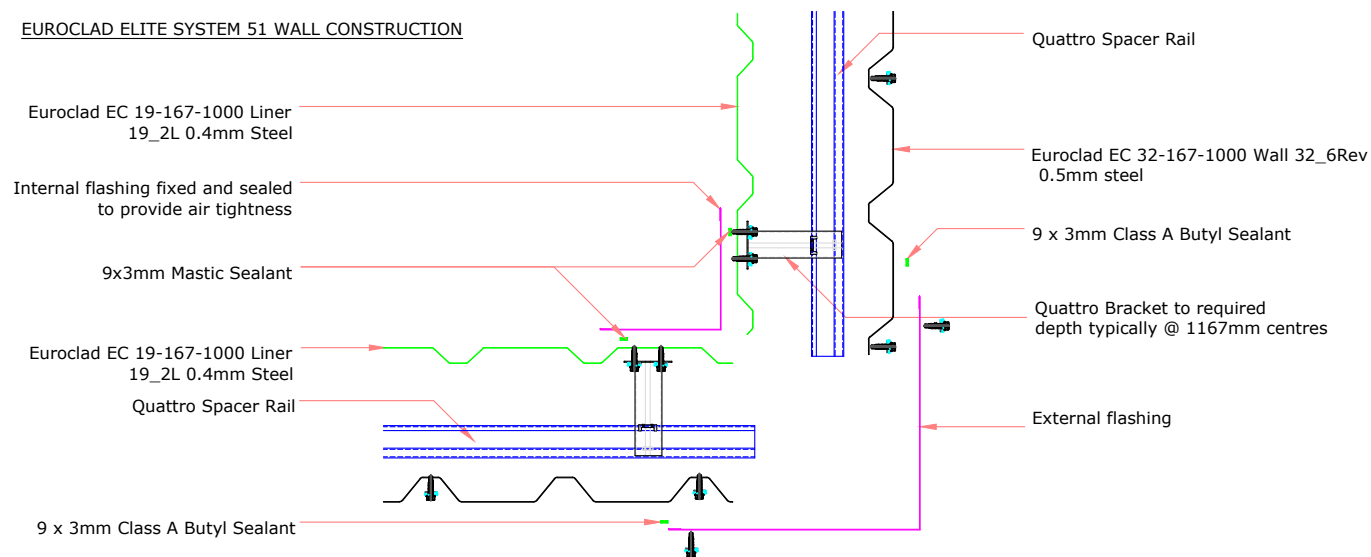 EUROCLAD ELITE SYSTEM 51 WALL CONSTRUCTION
Euroclad EC 19-167-1000 Liner
19_2L 0.4mm Steel
Internal flashing fixed and sealed
to provide air tightness
9x3mm Mastic Sealant
Euroclad EC 19-167-1000 Liner
19_2L 0.4mm Steel
Quattro Spacer Rail
9 x 3mm Class A Butyl Sealant
Quattro Spacer Rail
Euroclad EC 32-167-1000 Wall 32_6Rev
0.5mm steel
9 x 3mm Class A Butyl Sealant
Quattro Bracket to required
depth typically @ 1167mm centres
External flashing